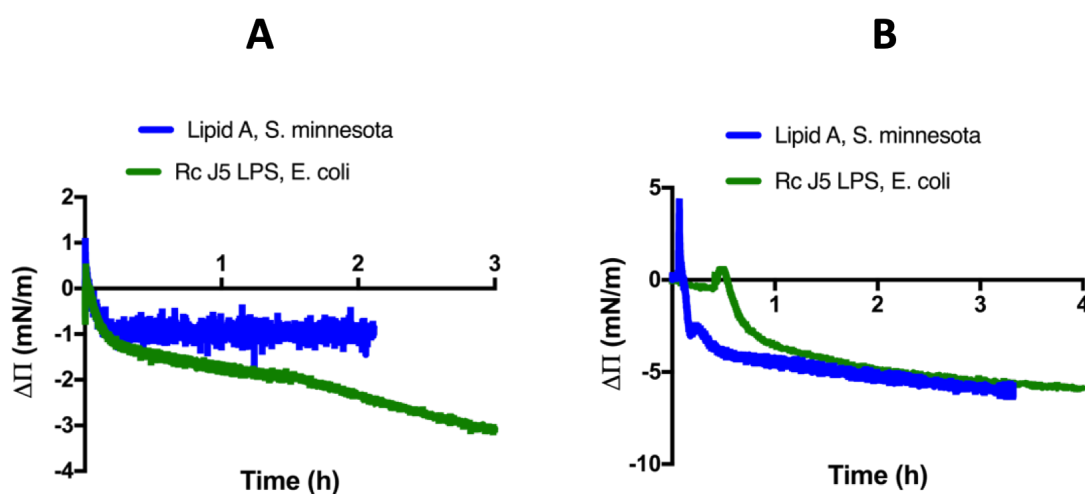 A
Lipid A, S. minnesota
Rc J5 LPS, E. coli
2
1
0
-1
-2
-3
-4
1
2
3
ΔΠ (mN/m)
Time (h)
B
Lipid A, S. minnesota
Rc J5 LPS, E. coli
5
0
-5
-10
1
2
3
4
ΔΠ (mN/m)
Time (h)